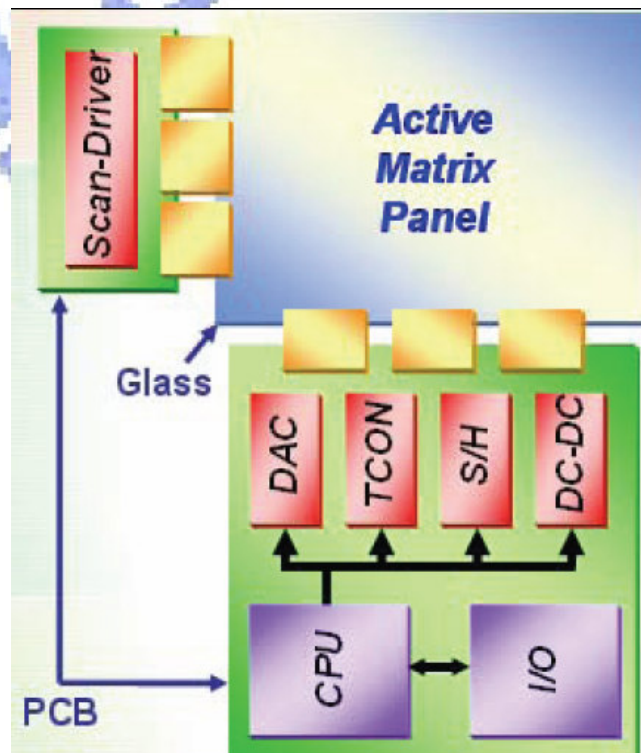 Scan-Driver
Active
Matrix
Panel
Glass
DAC
TCON
S/H
DC-DC
CPU
I/O
PCB